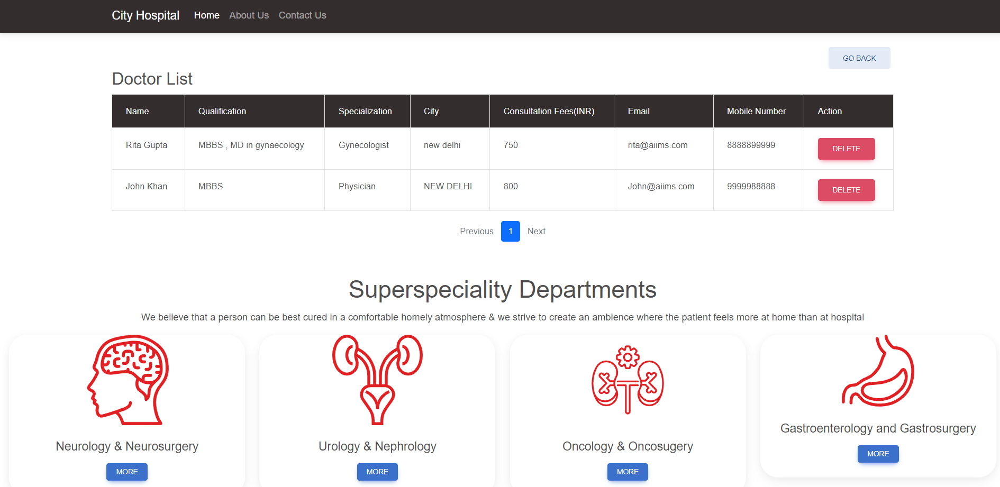 City Hospital Home About Us Contact Us
GO BACK
Doctor List
Name Qualification Specialization City Consultation Fees(INR) Email Mobile Number Action
Rita Gupta MBBS , MD in gynaecology Gynecologist new delhi 750 rita@aiims.com 8888899999 DELETE
John Khan MBBS Physician NEW DELHI 800 John@aiims.com 9999988888 DELETE
Previous 1 Next
Superspeciality Departments
We believe that a person can be best cured in a comfortable homely atmosphere & we strive to create an ambience where the patient feels more at home than at hospital
Neurology & Neurosurgery
MORE
Urology & Nephrology
MORE
Oncology & Oncosugery
MORE
Gastroenterology and Gastrosurgery
MORE